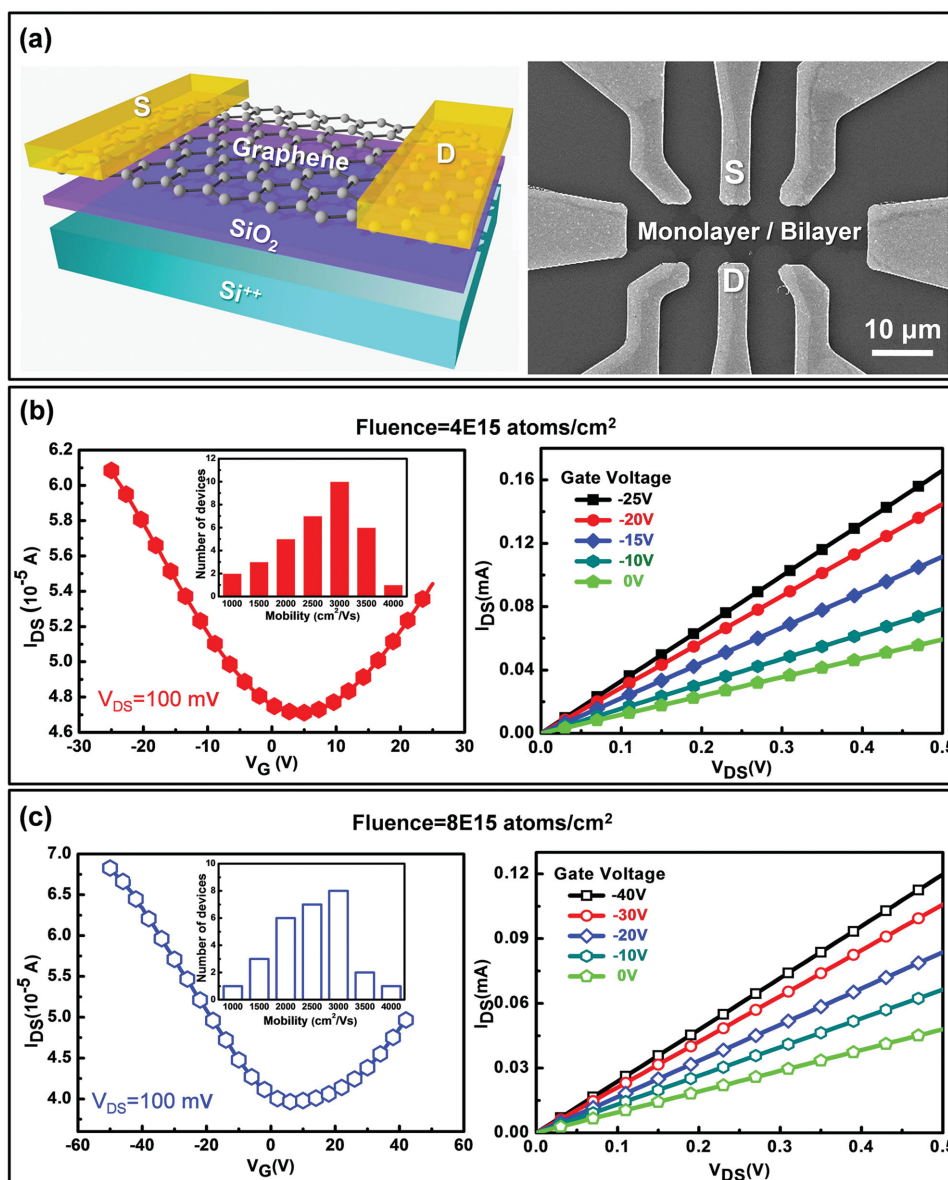 (a)
S
Graphene
D
SiO2
Si++
S
Monolayer / Bilayer
D
10 µm
(b)
Fluence=4E15 atoms/cm²
6.2
6.0
5.8
5.6
5.4
5.2
5.0
4.8
4.6
IDS (10⁻⁵ A)
-30
-20
-10
0
10
20
30
VG (V)
VDS=100 mV
12
10
8
6
4
2
0
Number of devices
1000 1500 2000 2500 3000 3500 4000
Mobility (cm²/Vs)
Gate Voltage
-25V
-20V
-15V
-10V
0V
0.16
0.12
0.08
0.04
0.00
IDS(mA)
0.0
0.1
0.2
0.3
0.4
0.5
VDS(V)
(c)
Fluence=8E15 atoms/cm²
7.0
6.5
6.0
5.5
5.0
4.5
4.0
IDS(10⁻⁵ A)
-60
-40
-20
0
20
40
60
VG(V)
VDS=100 mV
10
8
6
4
2
0
Number of devices
1000 1500 2000 2500 3000 3500 4000
Mobility (cm²/Vs)
Gate Voltage
-40V
-30V
-20V
-10V
0V
0.12
0.09
0.06
0.03
0.00
IDS(mA)
0.0
0.1
0.2
0.3
0.4
0.5
VDS(V)